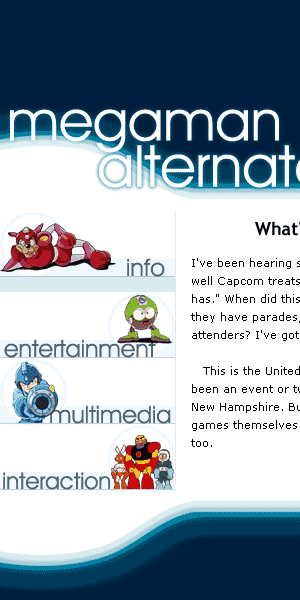 megaman
alternat
info
entertainment
multimedia
interaction
What'
I've been hearing s
well Capcom treats
has." When did this
they have parades,
attenders? I've got
This is the United
been an event or tw
New Hampshire. Bu
games themselves
too.